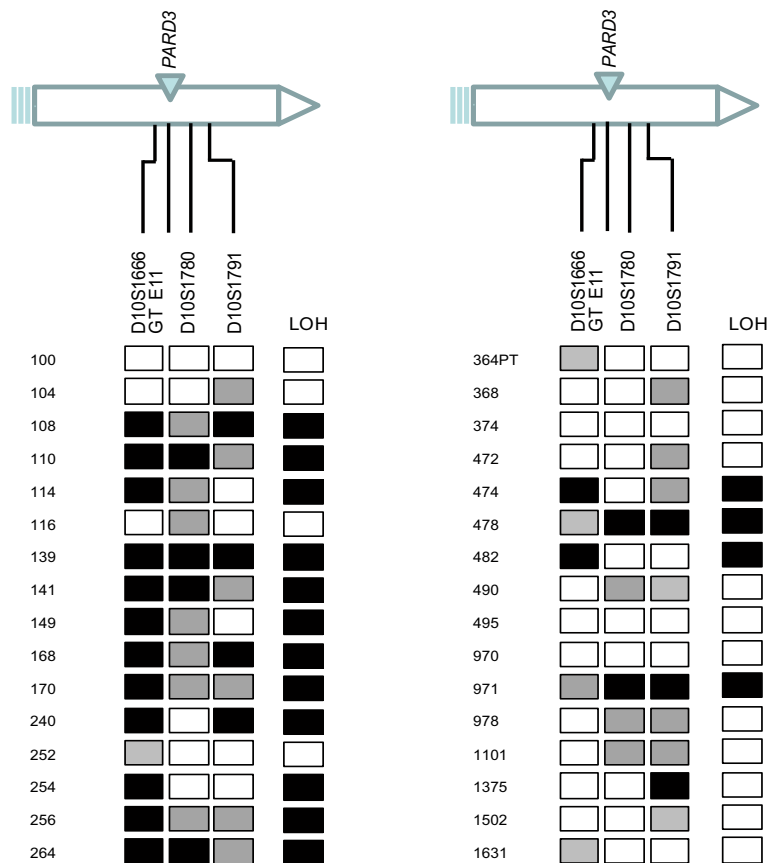 PARD3
D10S1666
GT E11
D10S1780
D10S1791
LOH
100
104
108
110
114
116
139
141
149
168
170
240
252
254
256
264
PARD3
D10S1666
GT E11
D10S1780
D10S1791
LOH
364PT
368
374
472
474
478
482
490
495
970
971
978
1101
1375
1502
1631